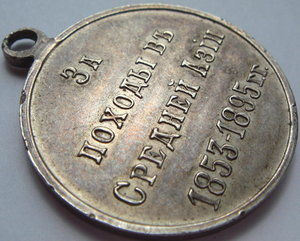 За
походы въ
Средней Азіи
1853-1895 гг.